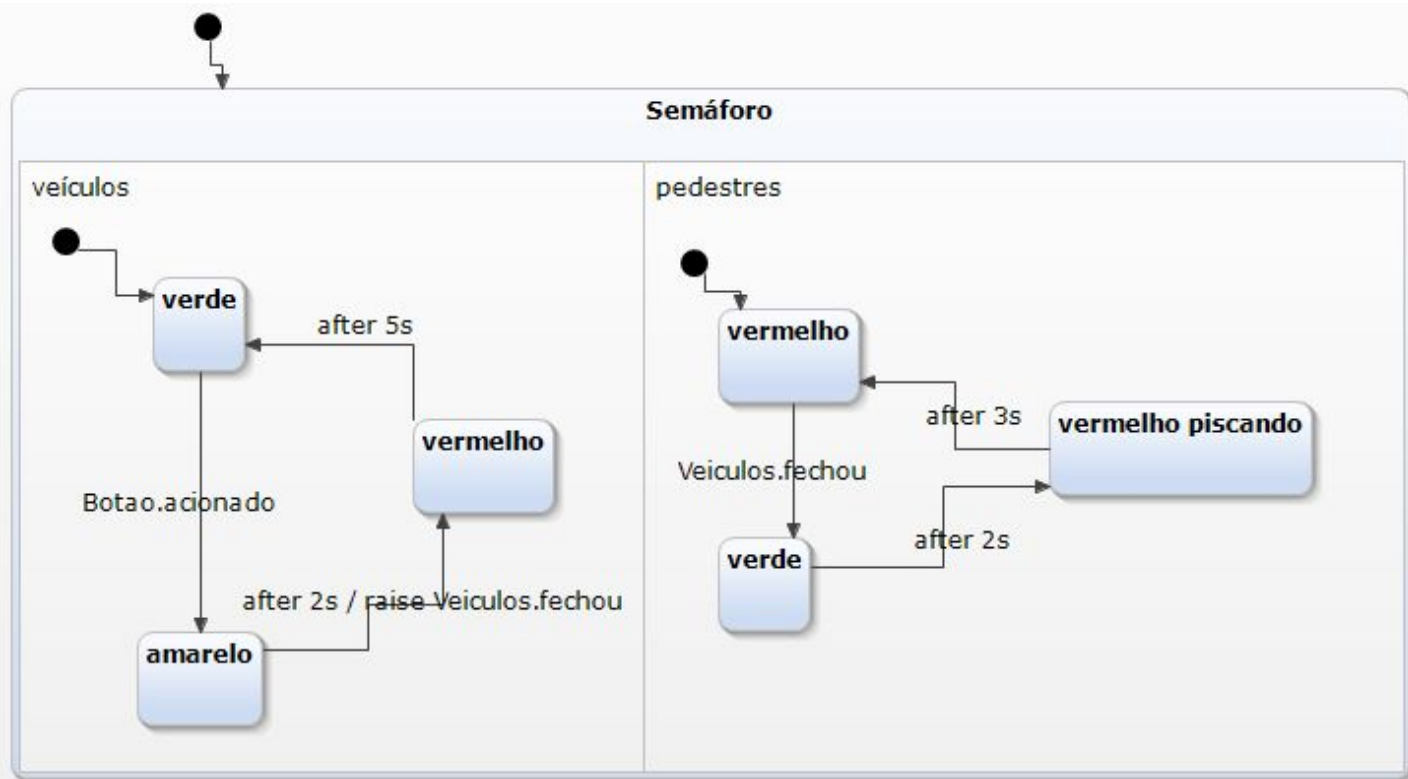 Semáforo
veículos
verde
after 5s
vermelho
Botao.acionado
after 2s / raise Veiculos.fechou
amarelo
pedestres
vermelho
after 3s
vermelho piscando
Veiculos.fechou
after 2s
verde